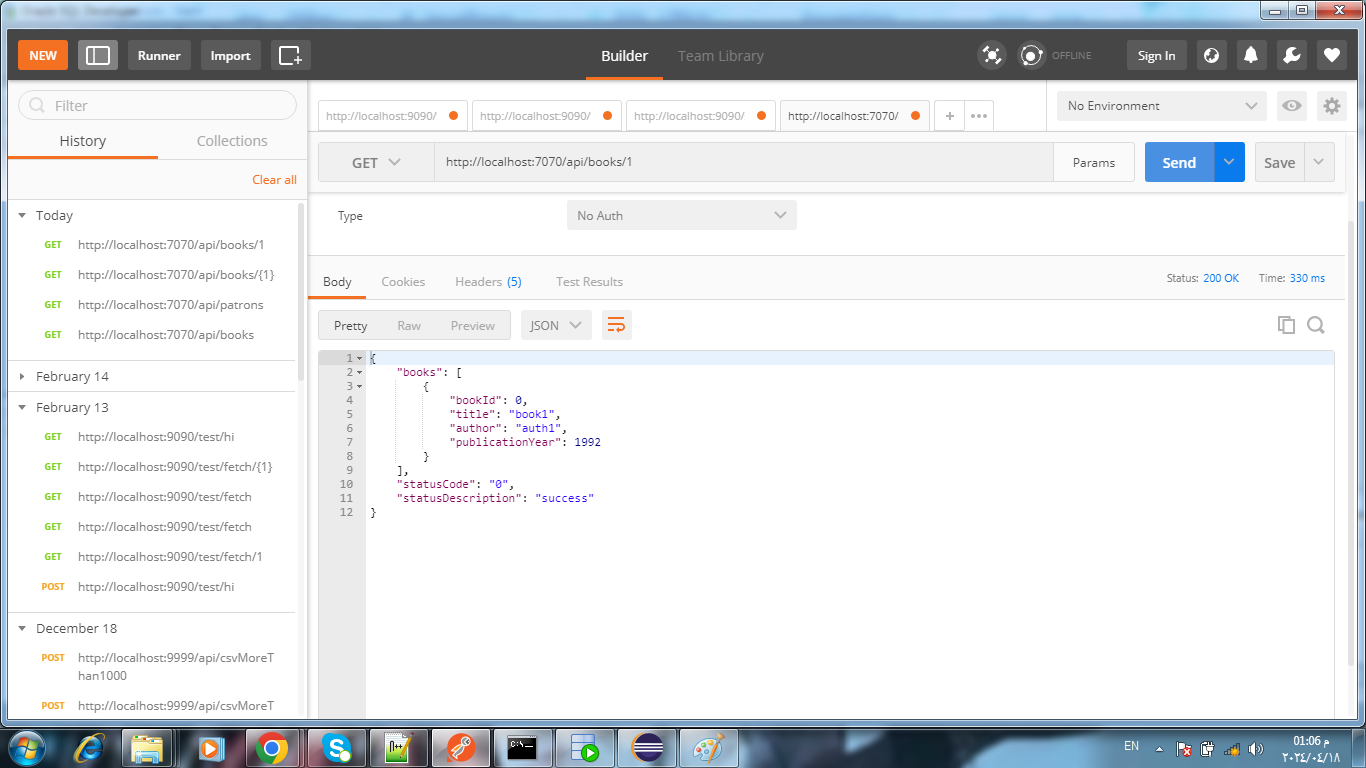 Oracle SQL Developer
NEW
Runner
Import
Builder
Team Library
OFFLINE
Sign In
Filter
History
Collections
Clear all
Today
GET http://localhost:7070/api/books/1
GET http://localhost:7070/api/books/{1}
GET http://localhost:7070/api/patrons
GET http://localhost:7070/api/books
February 14
February 13
GET http://localhost:9090/test/hi
GET http://localhost:9090/test/fetch/{1}
GET http://localhost:9090/test/fetch
GET http://localhost:9090/test/fetch
GET http://localhost:9090/test/fetch/1
POST http://localhost:9090/test/hi
December 18
POST http://localhost:9999/api/csvMoreT
han1000
POST http://localhost:9999/api/csvMoreT
http://localhost:9090/
http://localhost:9090/
http://localhost:9090/
http://localhost:7070/
No Environment
GET
http://localhost:7070/api/books/1
Params
Send
Save
Type
No Auth
Body
Cookies
Headers (5)
Test Results
Status: 200 OK
Time: 330 ms
Pretty
Raw
Preview
JSON
1 {
2 "books": [
3 {
4 "bookId": 0,
5 "title": "book1",
6 "author": "auth1",
7 "publicationYear": 1992
8 }
9 ],
10 "statusCode": "0",
11 "statusDescription": "success"
12 }
EN
01:06 م
٢٠٢٤/٠٤/١٨